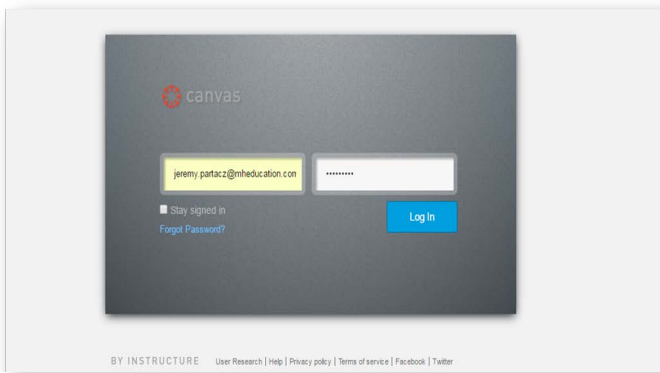 canvas
jeremy.partacz@mheducation.con
•••••••••
Stay signed in
Log In
Forgot Password?
BY INSTRUCTURE User Research | Help | Privacy policy | Terms of service | Facebook | Twitter